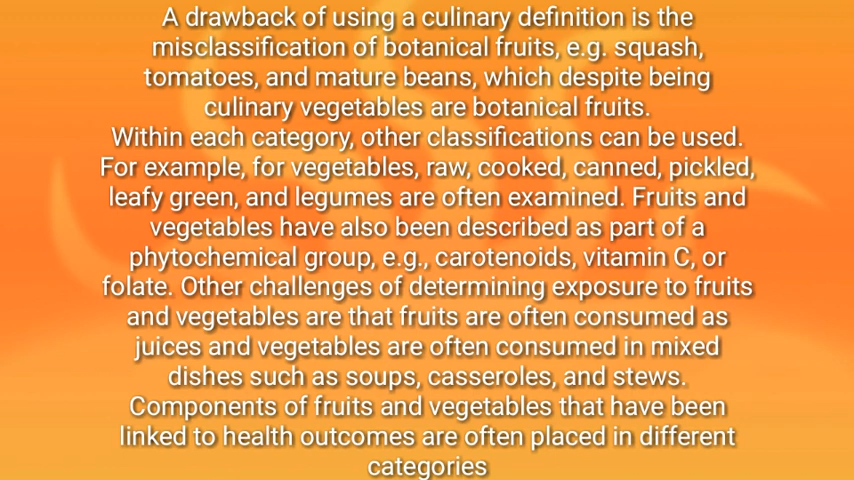 A drawback of using a culinary definition is the
misclassification of botanical fruits, e.g. squash,
tomatoes, and mature beans, which despite being
culinary vegetables are botanical fruits.
Within each category, other classifications can be used.
For example, for vegetables, raw, cooked, canned, pickled,
leafy green, and legumes are often examined. Fruits and
vegetables have also been described as part of a
phytochemical group, e.g., carotenoids, vitamin C, or
folate. Other challenges of determining exposure to fruits
and vegetables are that fruits are often consumed as
juices and vegetables are often consumed in mixed
dishes such as soups, casseroles, and stews.
Components of fruits and vegetables that have been
linked to health outcomes are often placed in different
categories